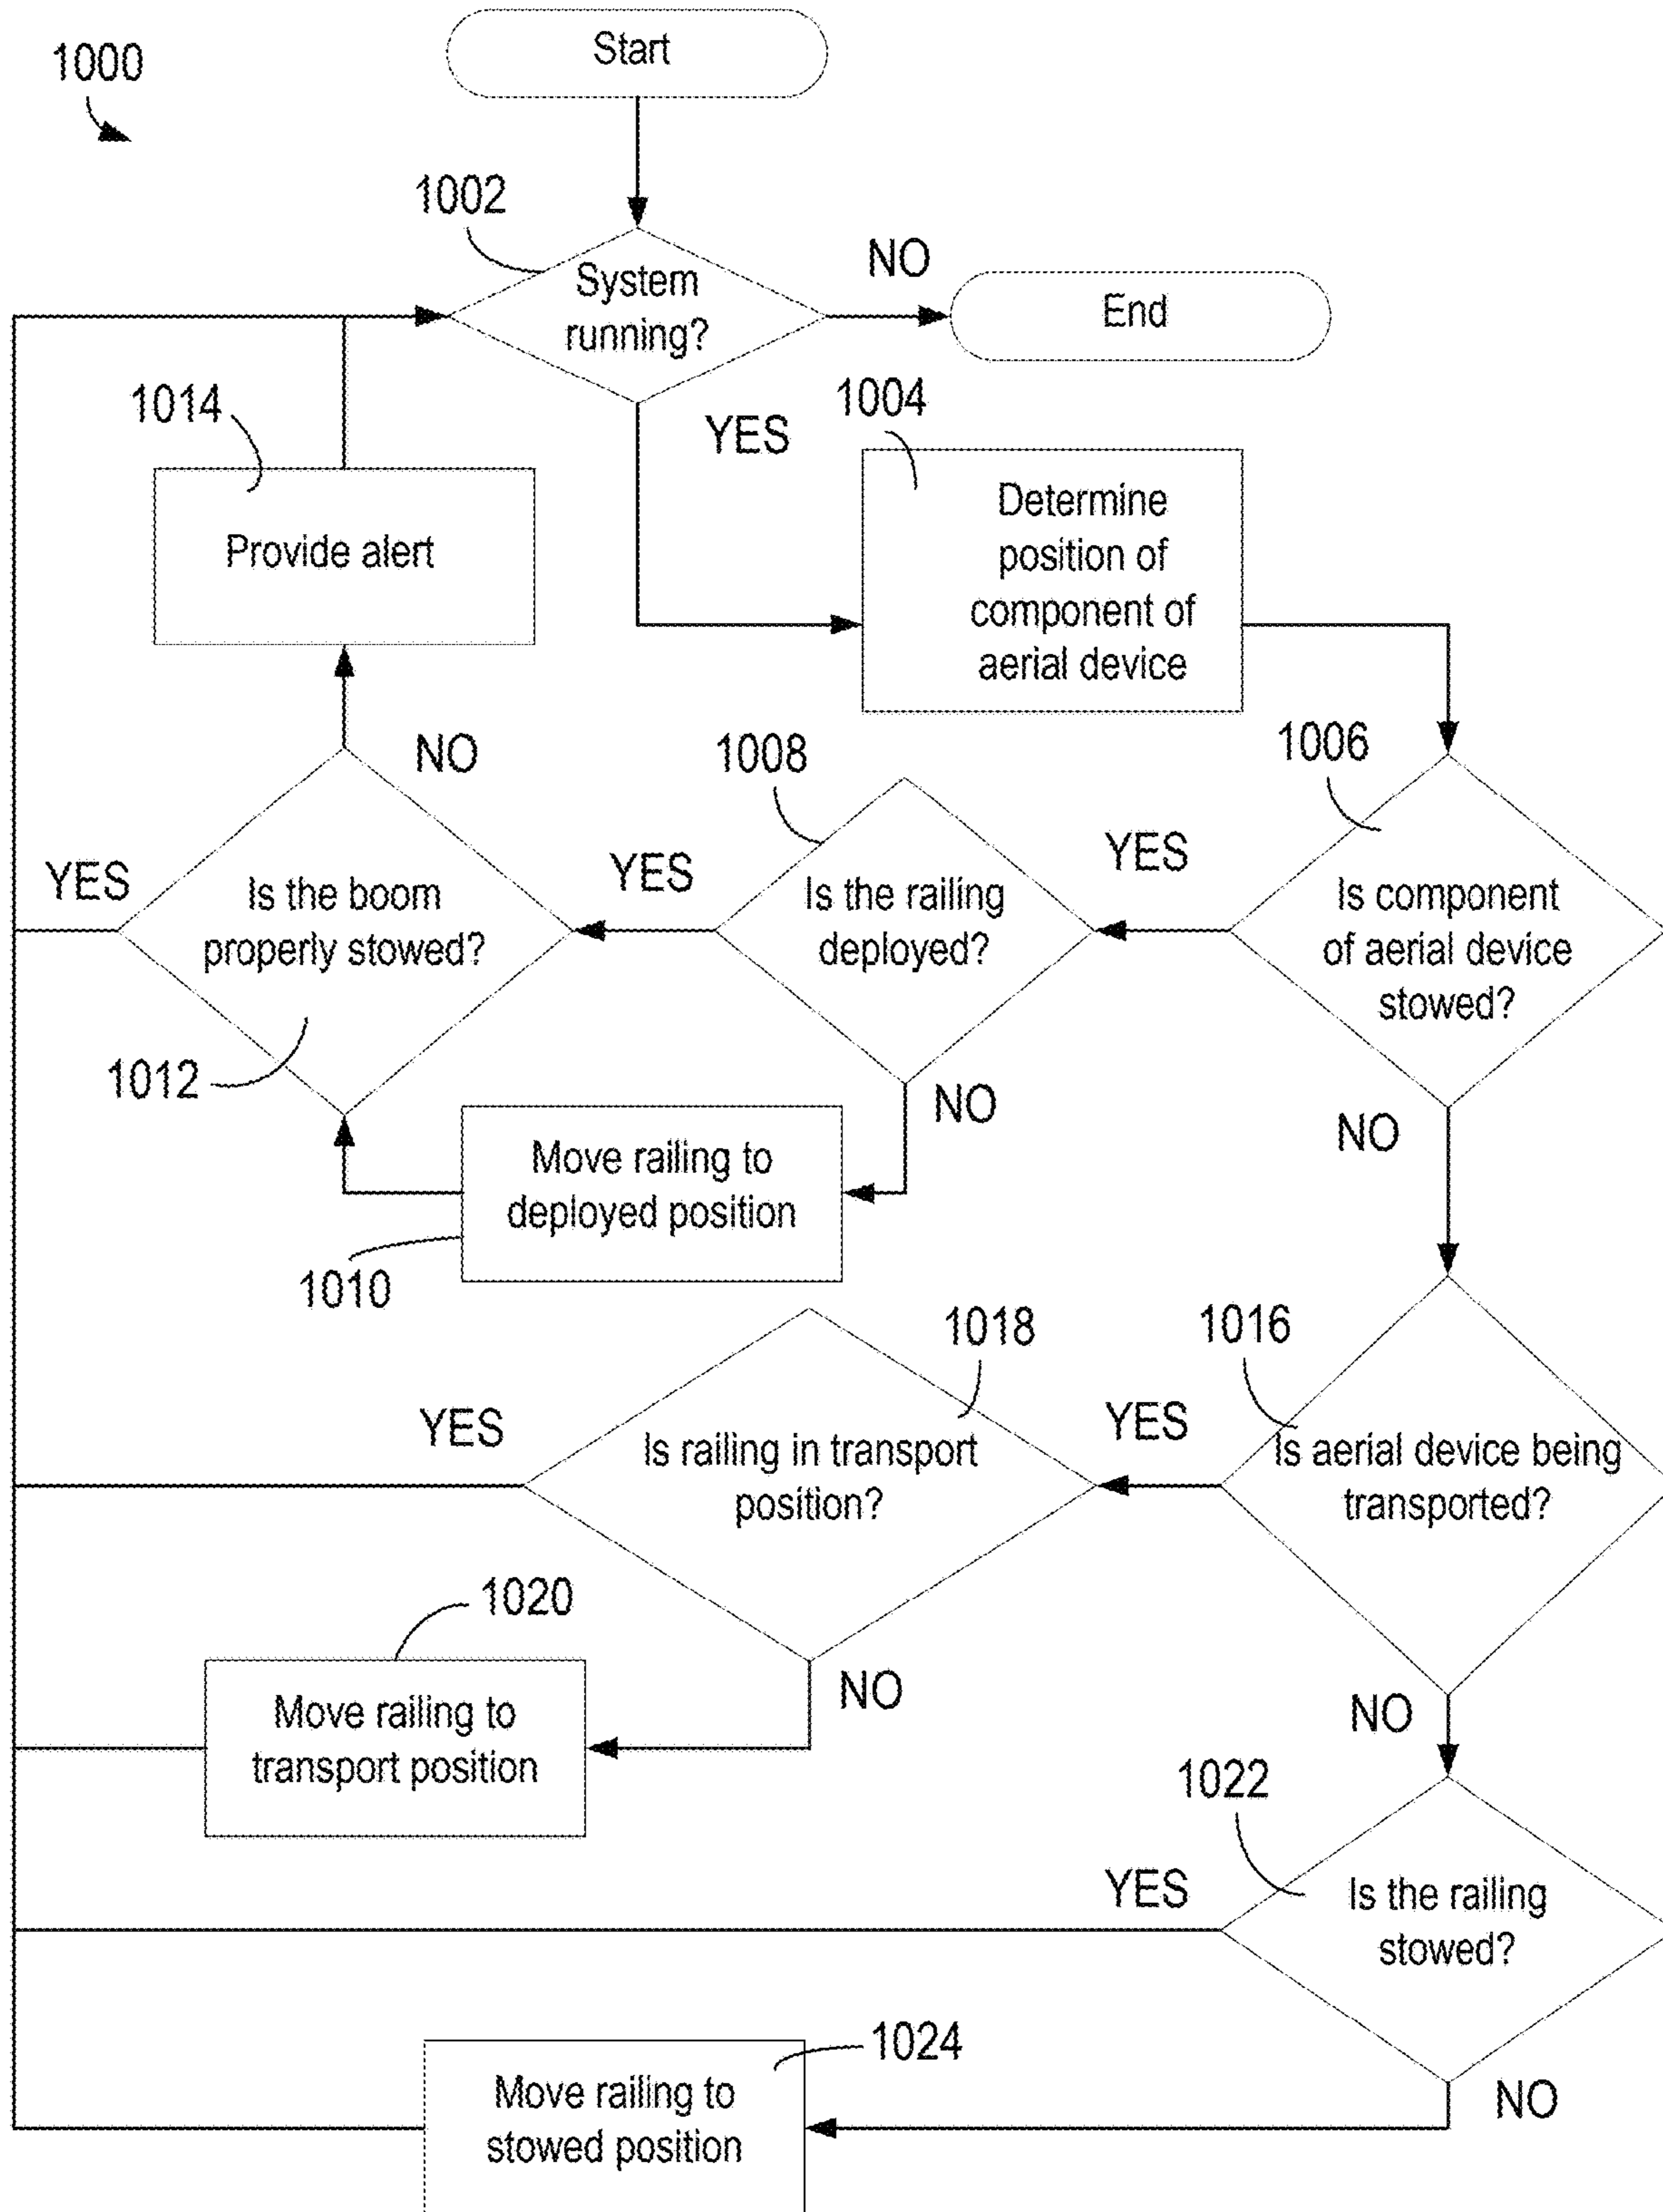 Start
1000
1002
System
running?
NO
End
YES
1004
Determine
position of
component of
aerial device
1014
Provide alert
NO
1008
1006
YES
Is the boom
properly stowed?
YES
Is the railing
deployed?
YES
Is component
of aerial device
stowed?
1012
NO
NO
Move railing to
deployed position
1010
1018
1016
YES
Is railing in transport
position?
YES
Is aerial device being
transported?
1020
NO
NO
Move railing to
transport position
1022
YES
Is the railing
stowed?
1024
NO
Move railing to
stowed position